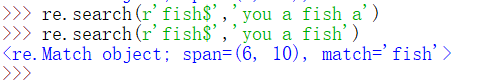 >>> re.search(r'fish$','you a fish a')
>>> re.search(r'fish$','you a fish')
<re.Match object; span=(6, 10), match='fish'>
>>>